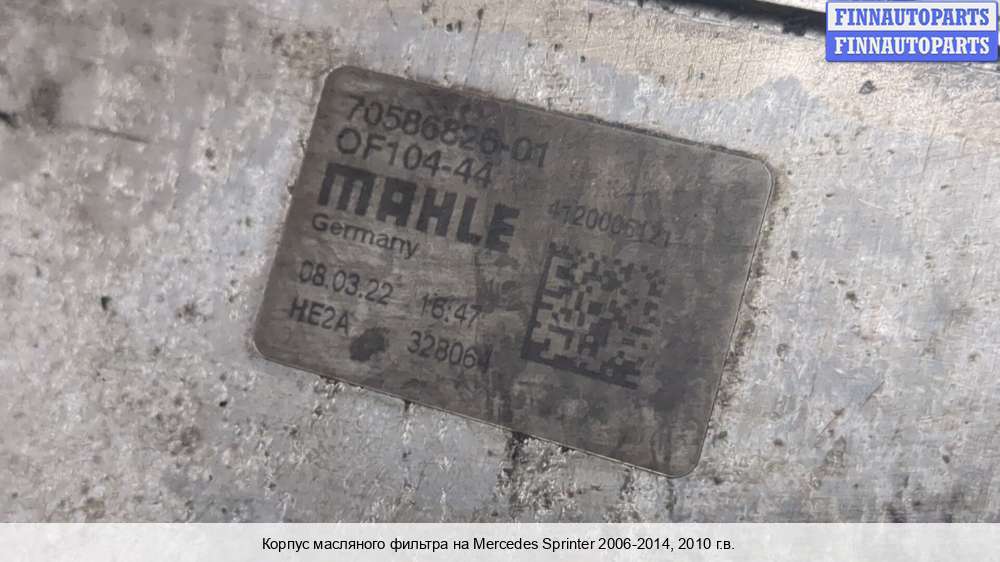 FINNAUTOPARTS
FINNAUTOPARTS
70586826-01
OF104-44
MAHLE
Germany
4120006121
08.03.22 16:47
HE2A 328064
Корпус масляного фильтра на Mercedes Sprinter 2006-2014, 2010 г.в.